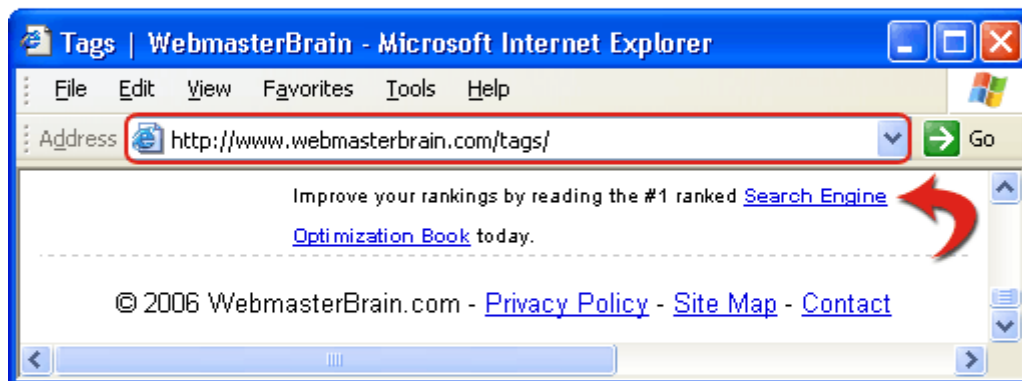 Tags | WebmasterBrain - Microsoft Internet Explorer
File Edit View Favorites Tools Help
Address http://www.webmasterbrain.com/tags/ Go
Improve your rankings by reading the #1 ranked Search Engine
Optimization Book today.
© 2006 WebmasterBrain.com - Privacy Policy - Site Map - Contact